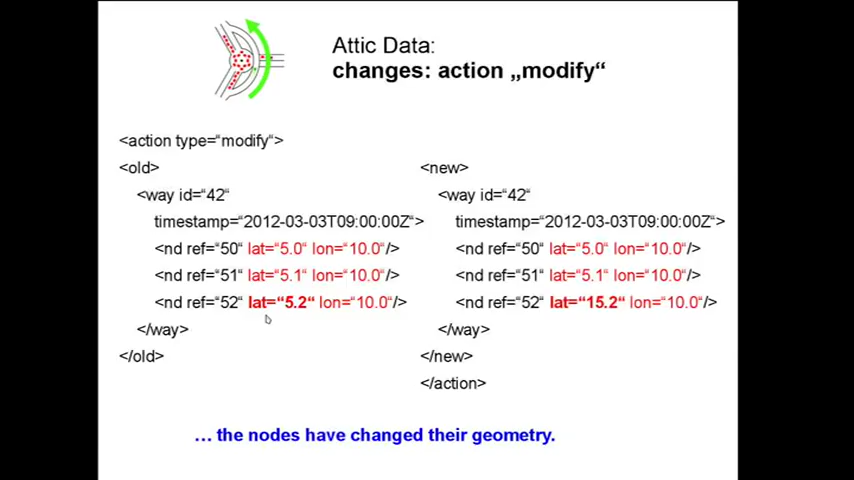 Attic Data:
changes: action „modify“
<action type=“modify“>
<old>
<way id=“42“
timestamp=“2012-03-03T09:00:00Z“>
<nd ref=“50“ lat=“5.0“ lon=“10.0“/>
<nd ref=“51“ lat=“5.1“ lon=“10.0“/>
<nd ref=“52“ lat=“5.2“ lon=“10.0“/>
</way>
</old>
<new>
<way id=“42“
timestamp=“2012-03-03T09:00:00Z“>
<nd ref=“50“ lat=“5.0“ lon=“10.0“/>
<nd ref=“51“ lat=“5.1“ lon=“10.0“/>
<nd ref=“52“ lat=“15.2“ lon=“10.0“/>
</way>
</new>
</action>
… the nodes have changed their geometry.